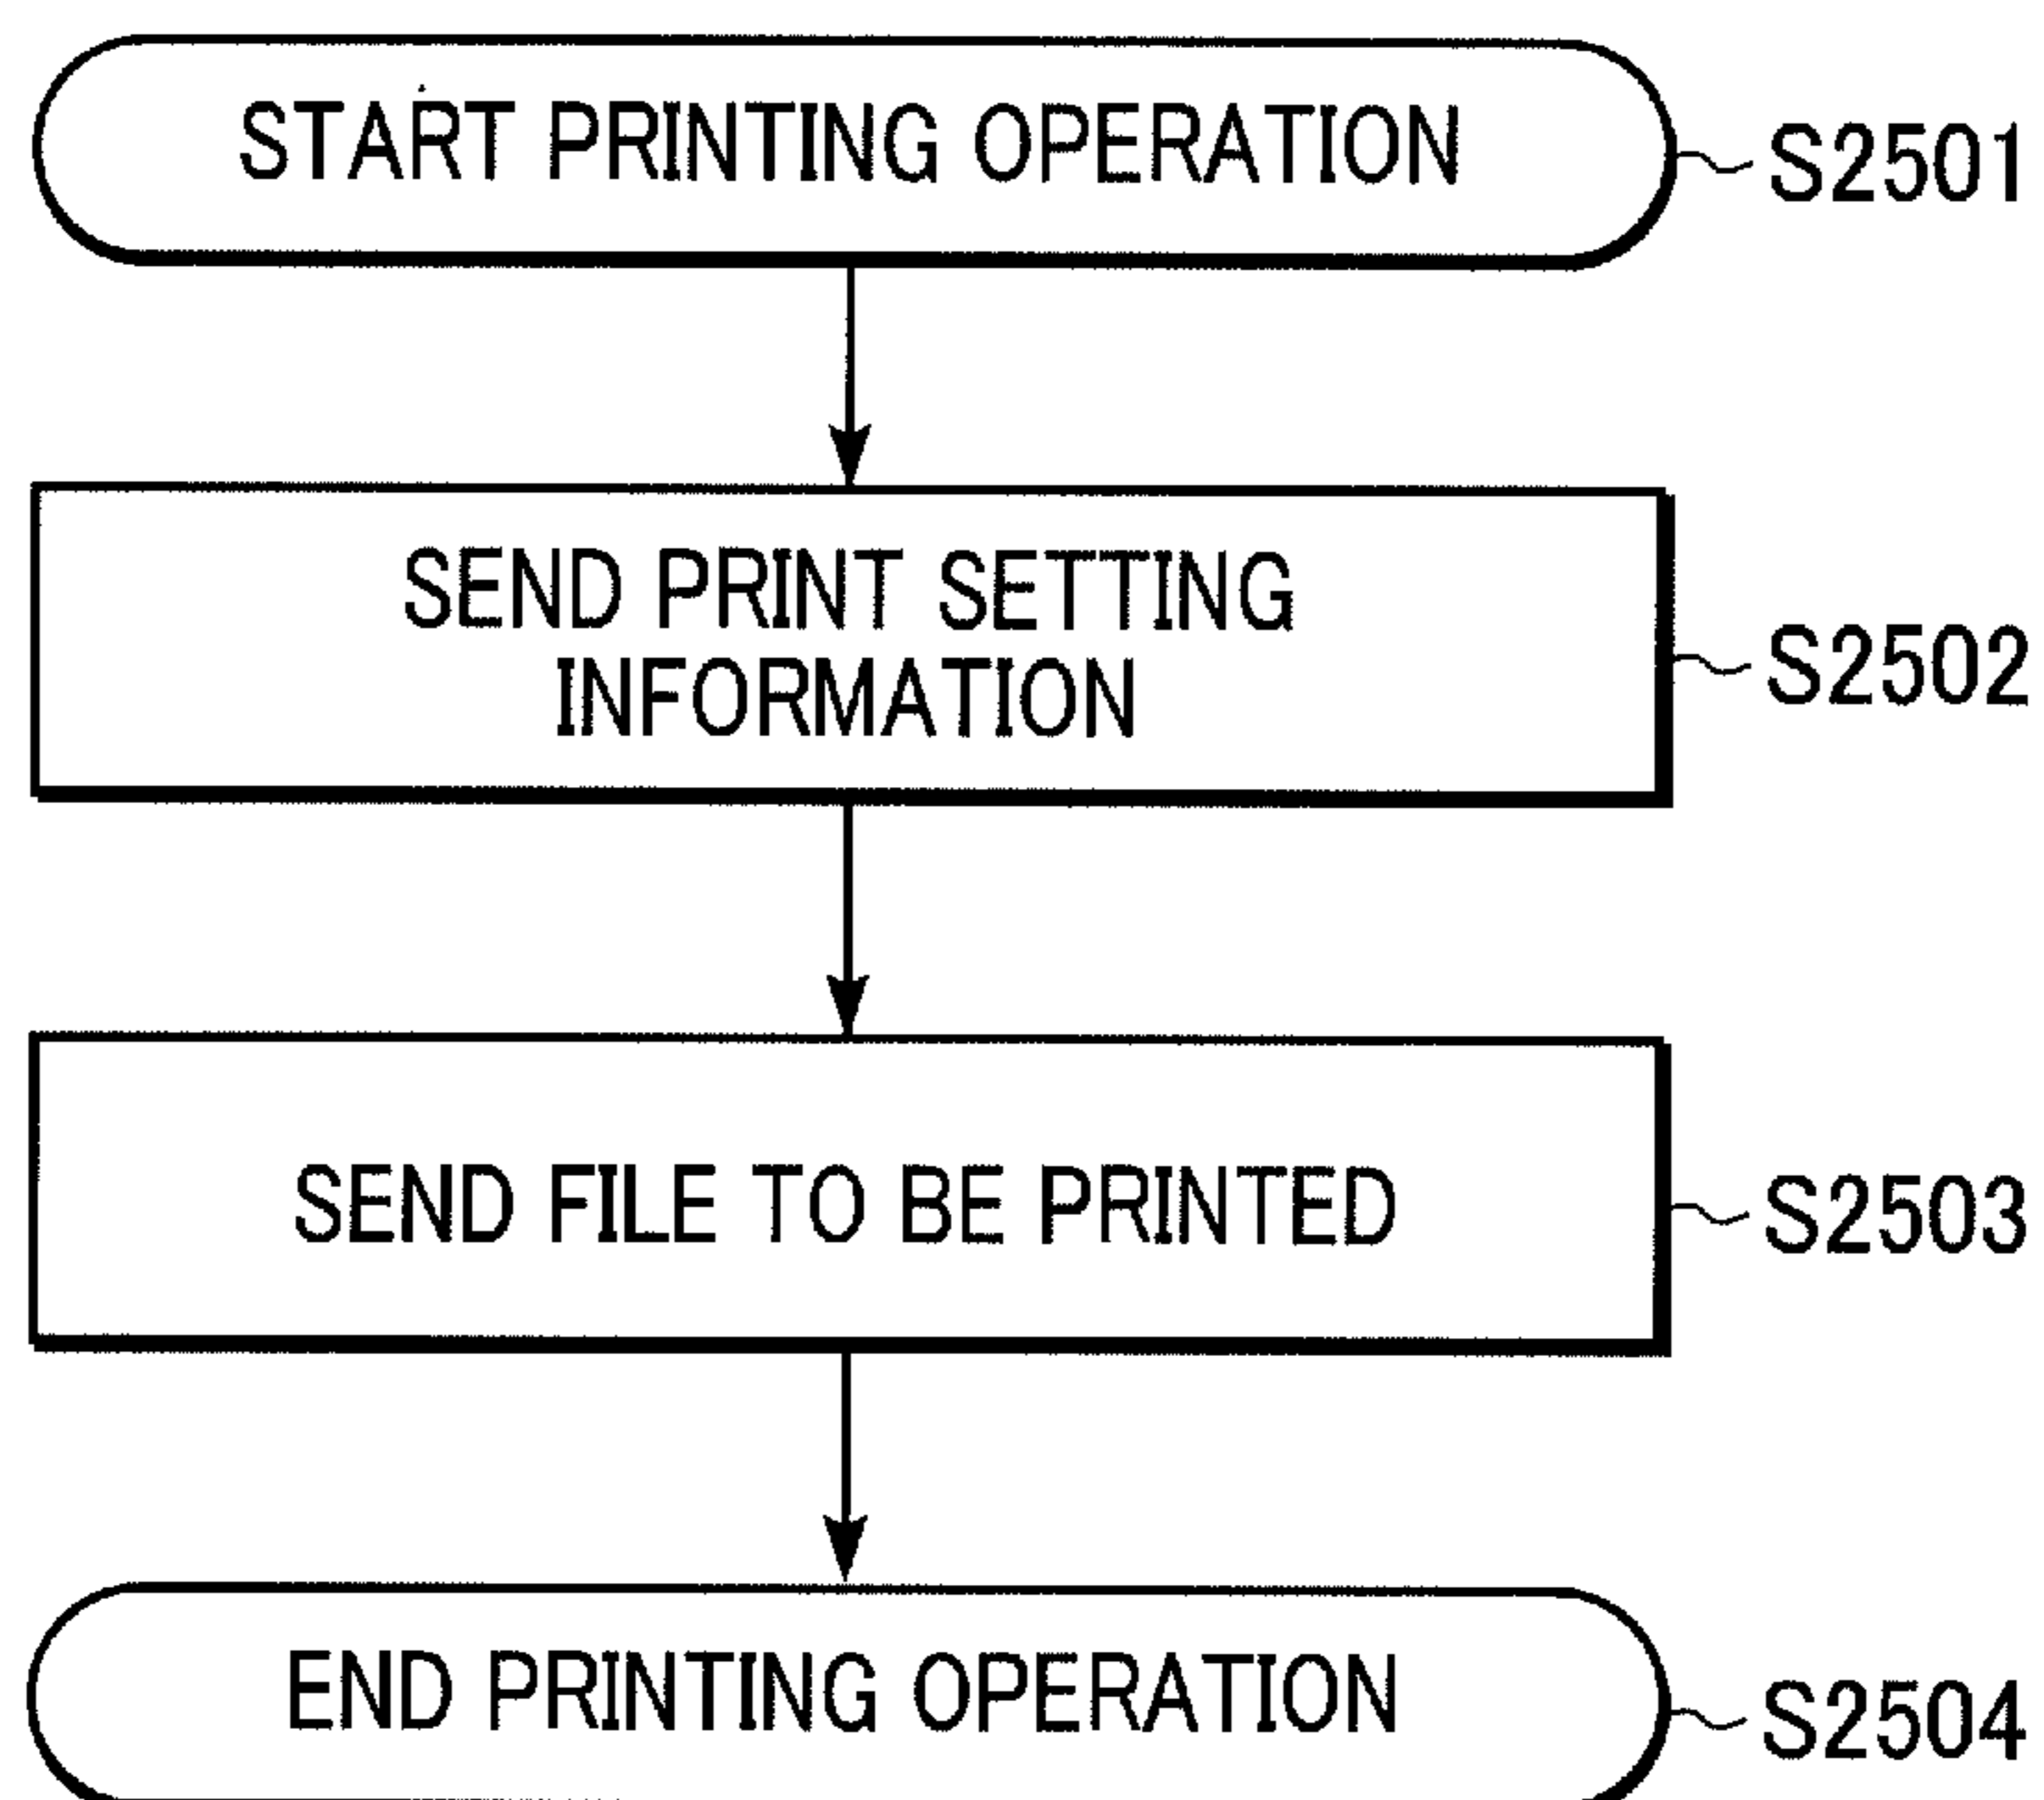 START PRINTING OPERATION
S2501
SEND PRINT SETTING
INFORMATION
S2502
SEND FILE TO BE PRINTED
S2503
END PRINTING OPERATION
S2504